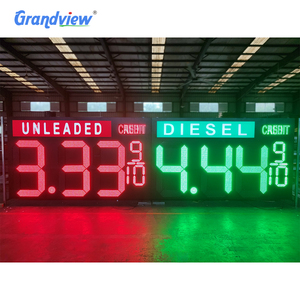 Grandview
UNLEADED CREDIT
3.33 9/10
DIESEL CREDIT
4.44 9/10